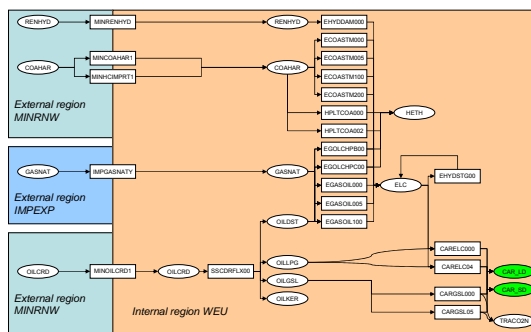 RENHYD
MINRENHYD
RENHYD
EHYDDAM000
MINCOAHAR1
COAHAR
MINHCIMPRT1
COAHAR
ECOASTM000
ECOASTM005
ECOASTM100
ECOASTM200
HPLTCOA000
HPLTCOA002
HETH
External region
MINRNW
GASNAT
IMPGASNATY
GASNAT
EGOLCHPB00
EGOLCHPC00
EGASOIL000
EGASOIL005
EGASOIL100
ELC
EHYDSTG00
External region
IMPEXP
OILDST
OILCRD
MINOILCRD1
OILCRD
SSCDRFLX00
OILLPG
OILGSL
OILKER
CARELC000
CARELC04
CARGSL000
CARGSL05
CAR_LD
CAR_SD
TRACO2N
External region
MINRNW
Internal region WEU